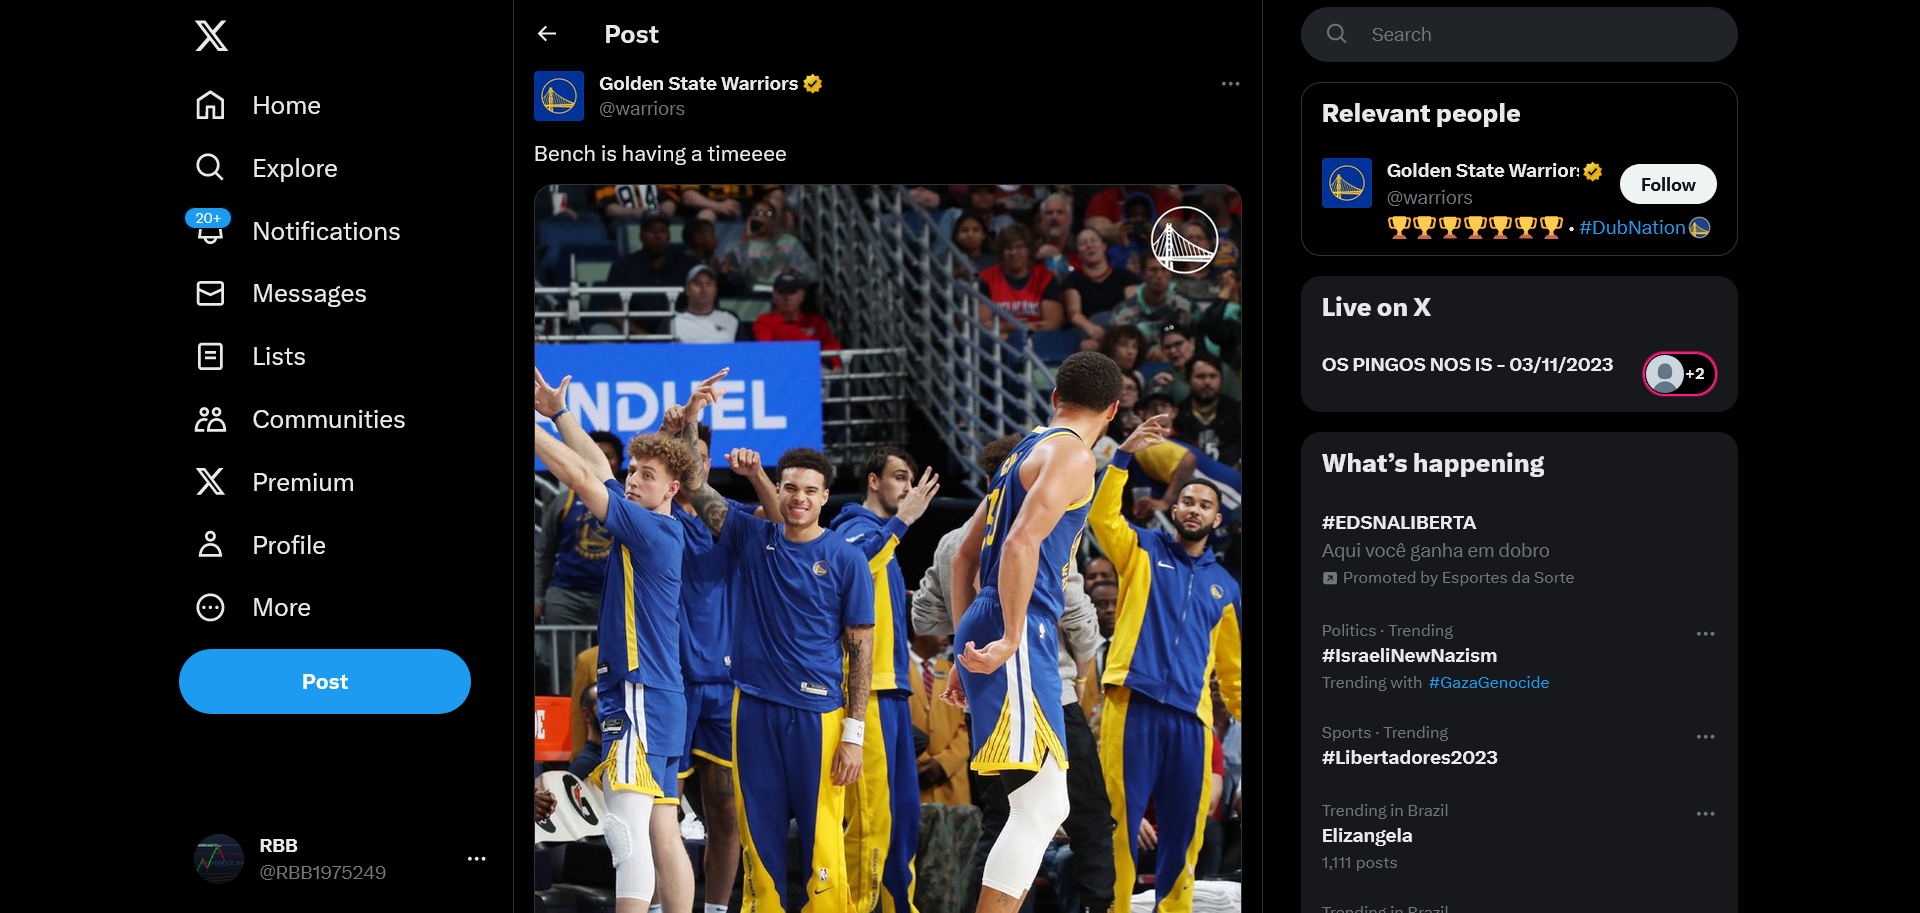 Home
Explore
20+
Notifications
Messages
Lists
Communities
Premium
Profile
More
Post
RBB
@RBB1975249
Post
Golden State Warriors
@warriors
Bench is having a timeeee
NDUEL
Search
Relevant people
Golden State Warriors
@warriors
Follow
🏆🏆🏆🏆🏆🏆🏆 • #DubNation
Live on X
OS PINGOS NOS IS - 03/11/2023
+2
What's happening
#EDSNALIBERTA
Aqui você ganha em dobro
Promoted by Esportes da Sorte
Politics · Trending
#IsraeliNewNazism
Trending with #GazaGenocide
Sports · Trending
#Libertadores2023
Trending in Brazil
Elizangela
1,111 posts
Trending in Brazil